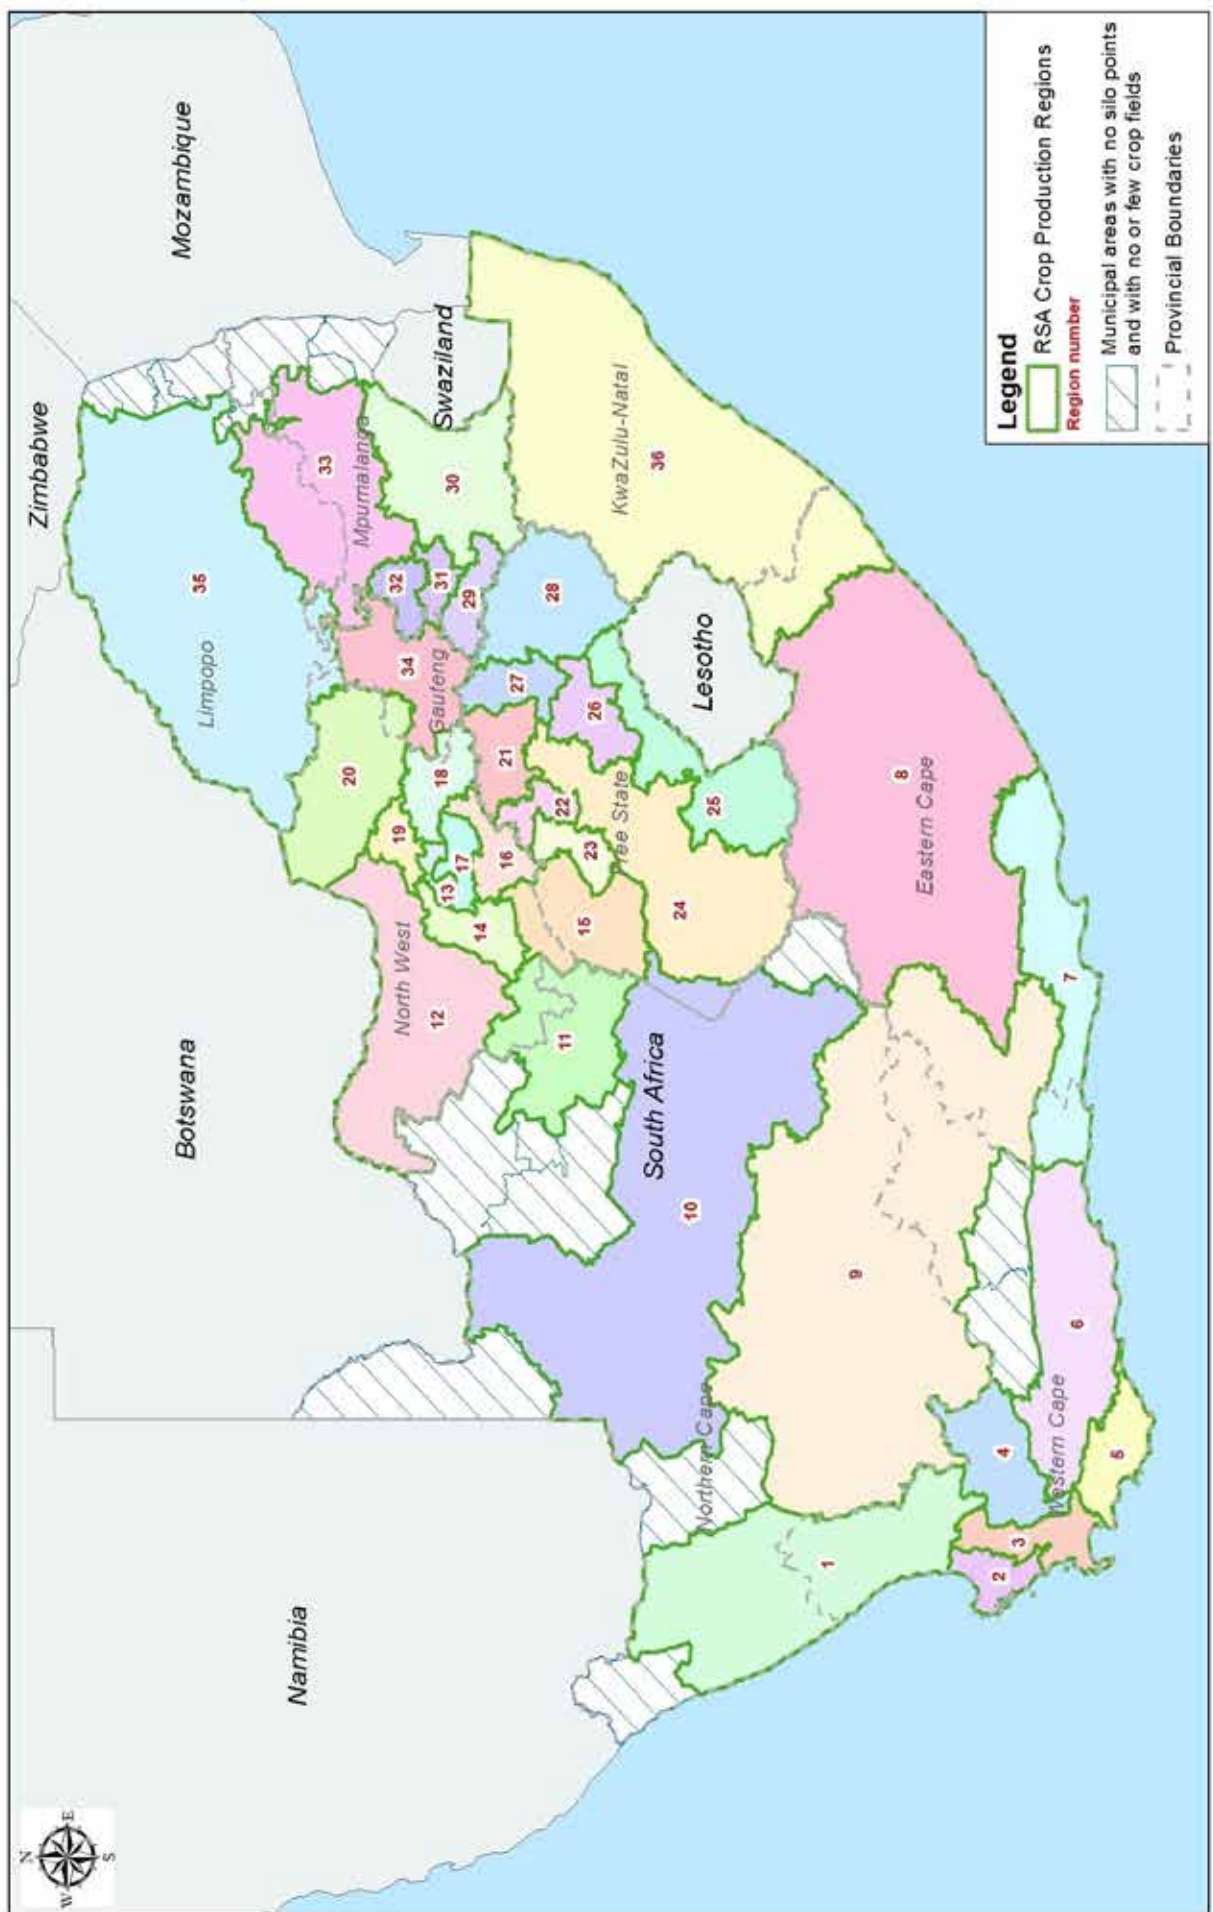 N
W
E
S
Zimbabwe
Mozambique
Botswana
Namibia
Swaziland
Lesotho
South Africa
Limpopo
Mpumalanga
Gauteng
North West
KwaZulu-Natal
ree State
Northern Cape
Eastern Cape
Western Cape
1
2
3
4
5
6
7
8
9
10
11
12
13
14
15
16
17
18
19
20
21
22
23
24
25
26
27
28
29
30
31
32
33
34
35
36
Legend
RSA Crop Production Regions
Region number
Municipal areas with no silo points
and with no or few crop fields
Provincial Boundaries